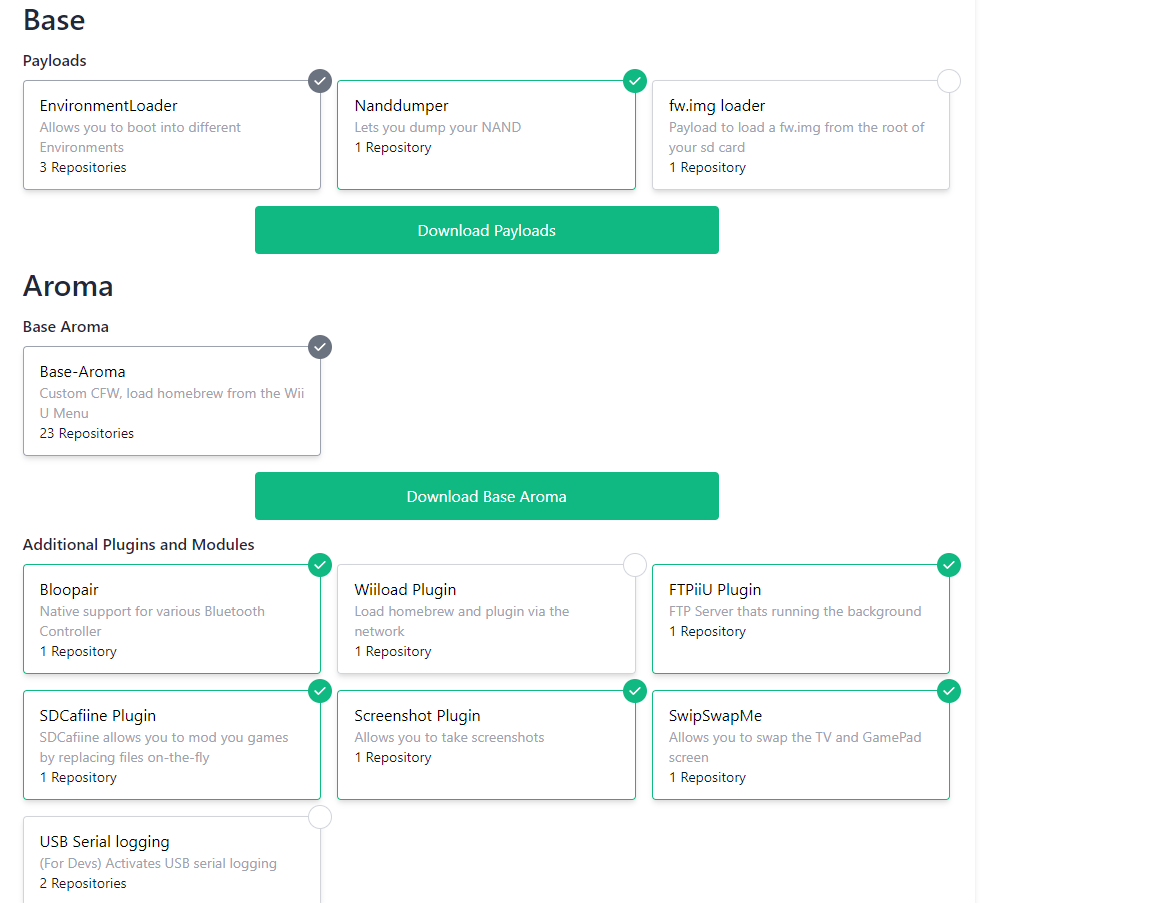 Base
Payloads
EnvironmentLoader
Allows you to boot into different
Environments
3 Repositories
Nanddumper
Lets you dump your NAND
1 Repository
fw.img loader
Payload to load a fw.img from the root of
your sd card
1 Repository
Download Payloads
Aroma
Base Aroma
Base-Aroma
Custom CFW, load homebrew from the Wii
U Menu
23 Repositories
Download Base Aroma
Additional Plugins and Modules
Bloopair
Native support for various Bluetooth
Controller
1 Repository
Wiiload Plugin
Load homebrew and plugin via the
network
1 Repository
FTPiiU Plugin
FTP Server thats running the background
1 Repository
SDCafiine Plugin
SDCafiine allows you to mod you games
by replacing files on-the-fly
1 Repository
Screenshot Plugin
Allows you to take screenshots
1 Repository
SwipSwapMe
Allows you to swap the TV and GamePad
screen
1 Repository
USB Serial logging
(For Devs) Activates USB serial logging
2 Repositories